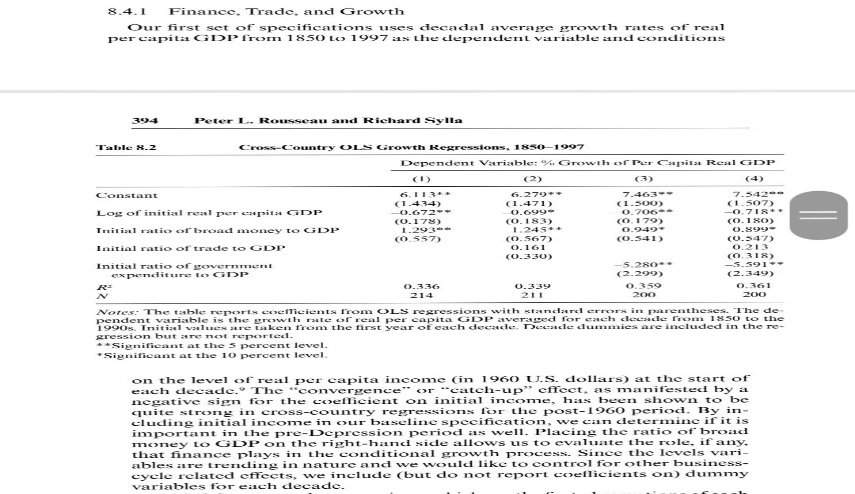 8.4.1 Finance, Trade, and Growth
Our first set of specifications uses decadal average growth rates of real
per capita GDP from 1850 to 1997 as the dependent variable and conditions
394 Peter L. Rousseau and Richard Sylla
Table 8.2 Cross-Country OLS Growth Regressions, 1850–1997
Dependent Variable: % Growth of Per Capita Real GDP
(1) (2) (3) (4)
Constant 6.113** 6.279** 7.463** 7.542**
(1.434) (1.471) (1.500) (1.507)
Log of initial real per capita GDP –0.672** –0.699* –0.706** –0.718**
(0.178) (0.183) (0.179) (0.180)
Initial ratio of broad money to GDP 1.293** 1.245** 0.949* 0.899*
(0.557) (0.567) (0.541) (0.547)
Initial ratio of trade to GDP 0.161 0.213
(0.330) (0.318)
Initial ratio of government –5.280** –5.591**
expenditure to GDP (2.299) (2.349)
R² 0.336 0.339 0.359 0.361
N 214 211 200 200
Notes: The table reports coefficients from OLS regressions with standard errors in parentheses. The de-
pendent variable is the growth rate of real per capita GDP averaged for each decade from 1850 to the
1990s. Initial values are taken from the first year of each decade. Decade dummies are included in the re-
gression but are not reported.
**Significant at the 5 percent level.
*Significant at the 10 percent level.
on the level of real per capita income (in 1960 U.S. dollars) at the start of
each decade.⁹ The “convergence” or “catch-up” effect, as manifested by a
negative sign for the coefficient on initial income, has been shown to be
quite strong in cross-country regressions for the post-1960 period. By in-
cluding initial income in our baseline specification, we can determine if it is
important in the pre-Depression period as well. Placing the ratio of broad
money to GDP on the right-hand side allows us to evaluate the role, if any,
that finance plays in the conditional growth process. Since the levels vari-
ables are trending in nature and we would like to control for other business-
cycle related effects, we include (but do not report coefficients on) dummy
variables for each decade.